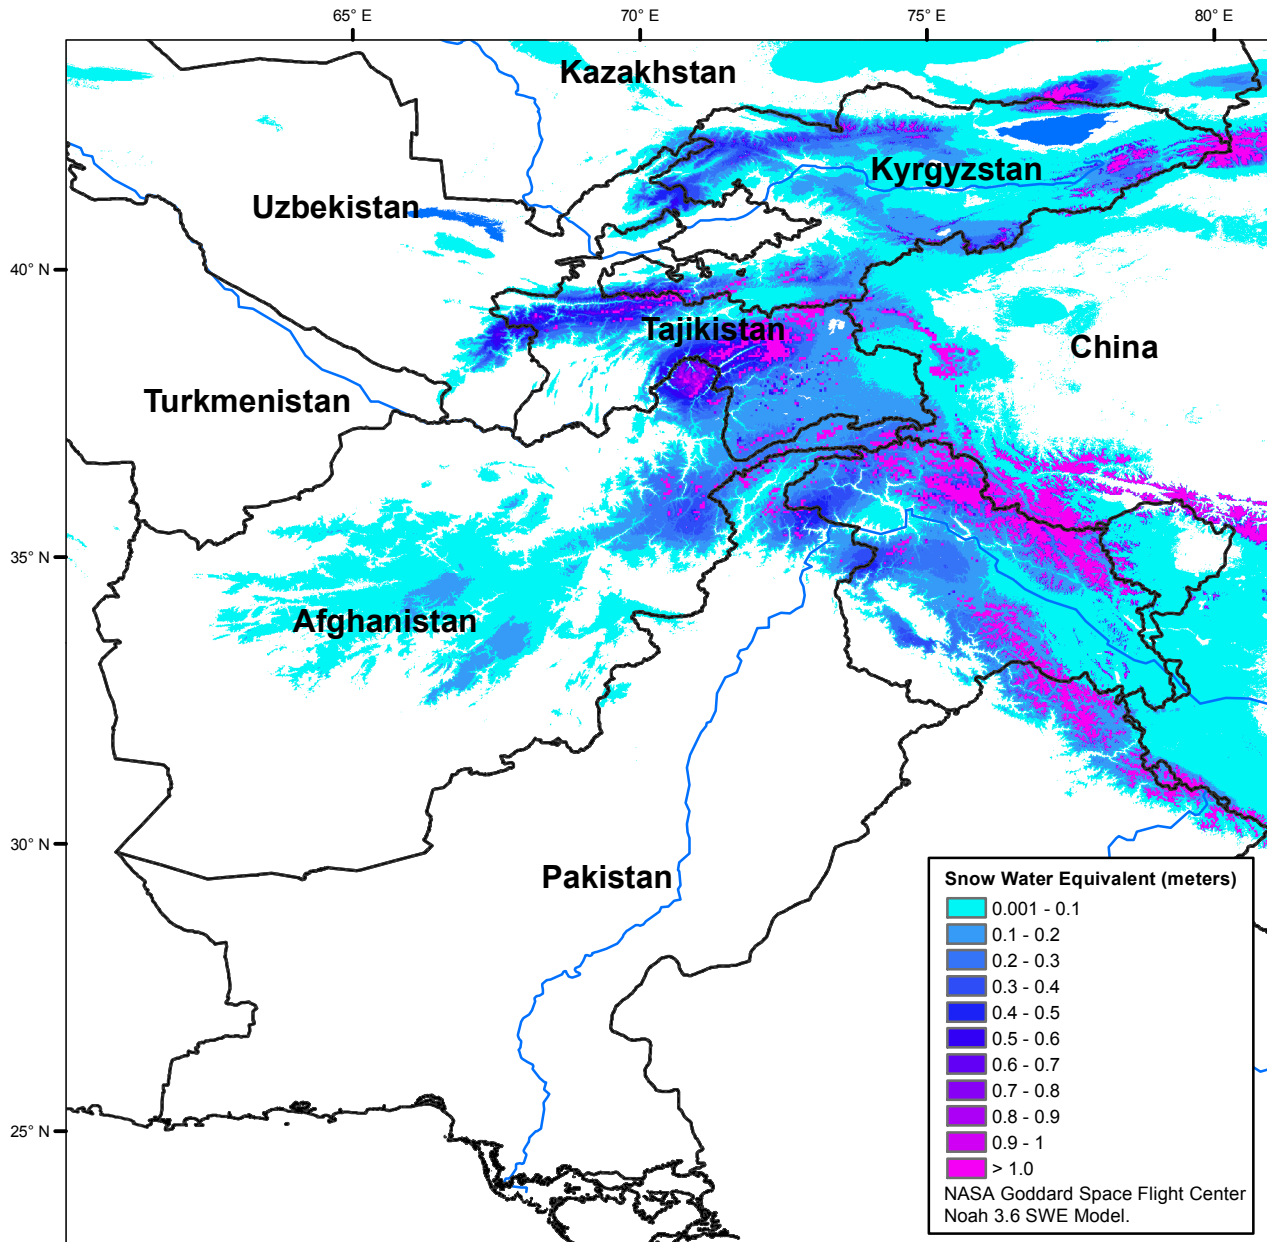 65° E
70° E
75° E
80° E
Kazakhstan
Kyrgyzstan
Uzbekistan
40° N
Tajikistan
China
Turkmenistan
35° N
Afghanistan
30° N
Pakistan
25° N
Snow Water Equivalent (meters)
0.001 - 0.1
0.1 - 0.2
0.2 - 0.3
0.3 - 0.4
0.4 - 0.5
0.5 - 0.6
0.6 - 0.7
0.7 - 0.8
0.8 - 0.9
0.9 - 1
> 1.0
NASA Goddard Space Flight Center
Noah 3.6 SWE Model.